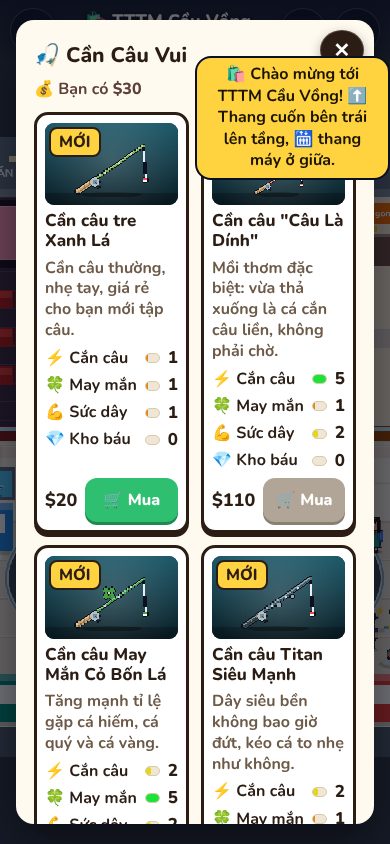 TTTM Cầu Vồng
🎣 Cần Câu Vui
×
💰 Bạn có $30
🛍️ Chào mừng tới
TTTM Cầu Vồng! ⬆️
Thang cuốn bên trái
lên tầng, 🛗 thang
máy ở giữa.
MỚI
Cần câu tre
Xanh Lá
Cần câu thường,
nhẹ tay, giá rẻ
cho bạn mới tập
câu.
⚡ Cắn câu 1
🍀 May mắn 1
💪 Sức dây 1
💎 Kho báu 0
$20 🛒 Mua
Cần câu "Câu Là
Dính"
Mồi thơm đặc
biệt: vừa thả
xuống là cá cắn
câu liền, không
phải chờ.
⚡ Cắn câu 5
🍀 May mắn 1
💪 Sức dây 2
💎 Kho báu 0
$110 🛒 Mua
MỚI
Cần câu May
Mắn Cỏ Bốn Lá
Tăng mạnh tỉ lệ
gặp cá hiếm, cá
quý và cá vàng.
⚡ Cắn câu 2
🍀 May mắn 5
💪 Sức dây 2
MỚI
Cần câu Titan
Siêu Mạnh
Dây siêu bền
không bao giờ
đứt, kéo cá to nhẹ
như không.
⚡ Cắn câu 2
🍀 May mắn 1